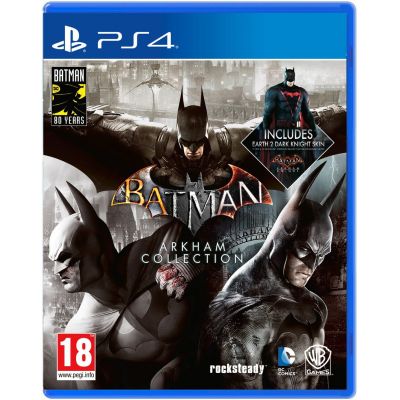 PS4
BATMAN
80 YEARS
INCLUDES
EARTH 2 DARK KNIGHT SKIN
BATMAN
ARKHAM
COLLECTION
18
www.pegi.info
rocksteady
DC
DC COMICS
WB
GAMES